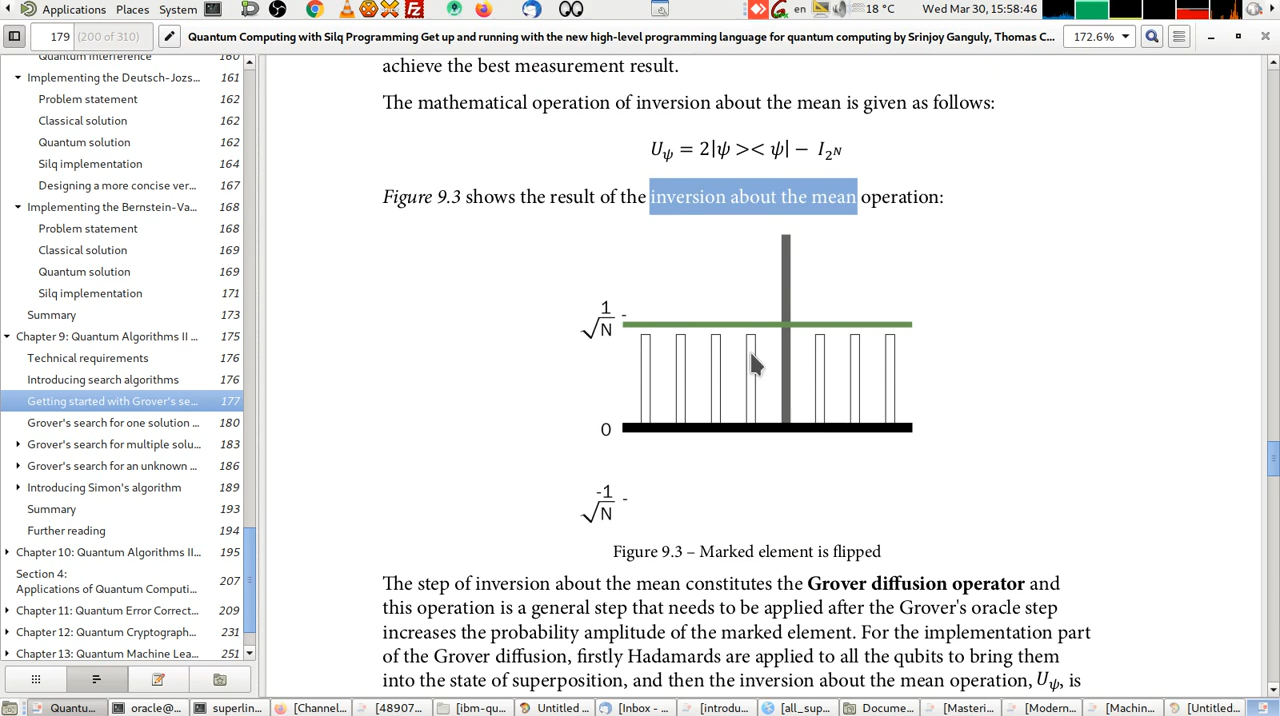 Applications Places System en 18 °C Wed Mar 30, 15:58:46
179 (200 of 310) Quantum Computing with Silq Programming Get up and running with the new high-level programming language for quantum computing by Srinjoy Ganguly, Thomas C... 172.6%
Quantum interference 160
Implementing the Deutsch-Jozs... 161
Problem statement 162
Classical solution 162
Quantum solution 162
Silq implementation 164
Designing a more concise ver... 167
Implementing the Bernstein-Va... 168
Problem statement 168
Classical solution 169
Quantum solution 169
Silq implementation 171
Summary 173
Chapter 9: Quantum Algorithms II ... 175
Technical requirements 176
Introducing search algorithms 176
Getting started with Grover's se... 177
Grover's search for one solution ... 180
Grover's search for multiple solu... 183
Grover's search for an unknown ... 186
Introducing Simon's algorithm 189
Summary 193
Further reading 194
Chapter 10: Quantum Algorithms II... 195
Section 4:
Applications of Quantum Computi... 207
Chapter 11: Quantum Error Correct... 209
Chapter 12: Quantum Cryptograph... 231
Chapter 13: Quantum Machine Lea... 251
achieve the best measurement result.
The mathematical operation of inversion about the mean is given as follows:
Uψ = 2|ψ >< ψ| − I2N
Figure 9.3 shows the result of the inversion about the mean operation:
1
√N
0
-1
√N
Figure 9.3 – Marked element is flipped
The step of inversion about the mean constitutes the Grover diffusion operator and
this operation is a general step that needs to be applied after the Grover's oracle step
increases the probability amplitude of the marked element. For the implementation part
of the Grover diffusion, firstly Hadamards are applied to all the qubits to bring them
into the state of superposition, and then the inversion about the mean operation, Uψ, is
Quantu... oracle@... superlin... [Channel... [48907... [ibm-qu... Untitled ... [Inbox - ... [introdu... [all_sup... Docume... [Masteri... [Modern... [Machin... [Untitled...